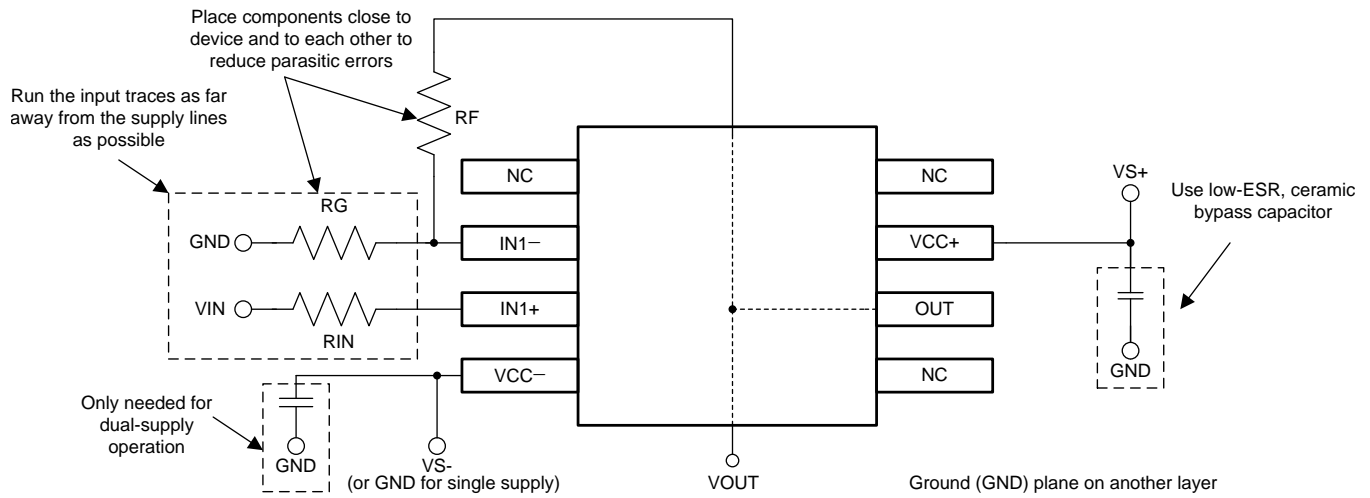 Place components close to
device and to each other to
reduce parasitic errors
Run the input traces as far
away from the supply lines
as possible
RF
NC
NC
VS+
Use low-ESR, ceramic
bypass capacitor
RG
GND
IN1−
VCC+
VIN
IN1+
OUT
RIN
VCC−
NC
GND
Only needed for
dual-supply
operation
GND
VS-
(or GND for single supply)
VOUT
Ground (GND) plane on another layer